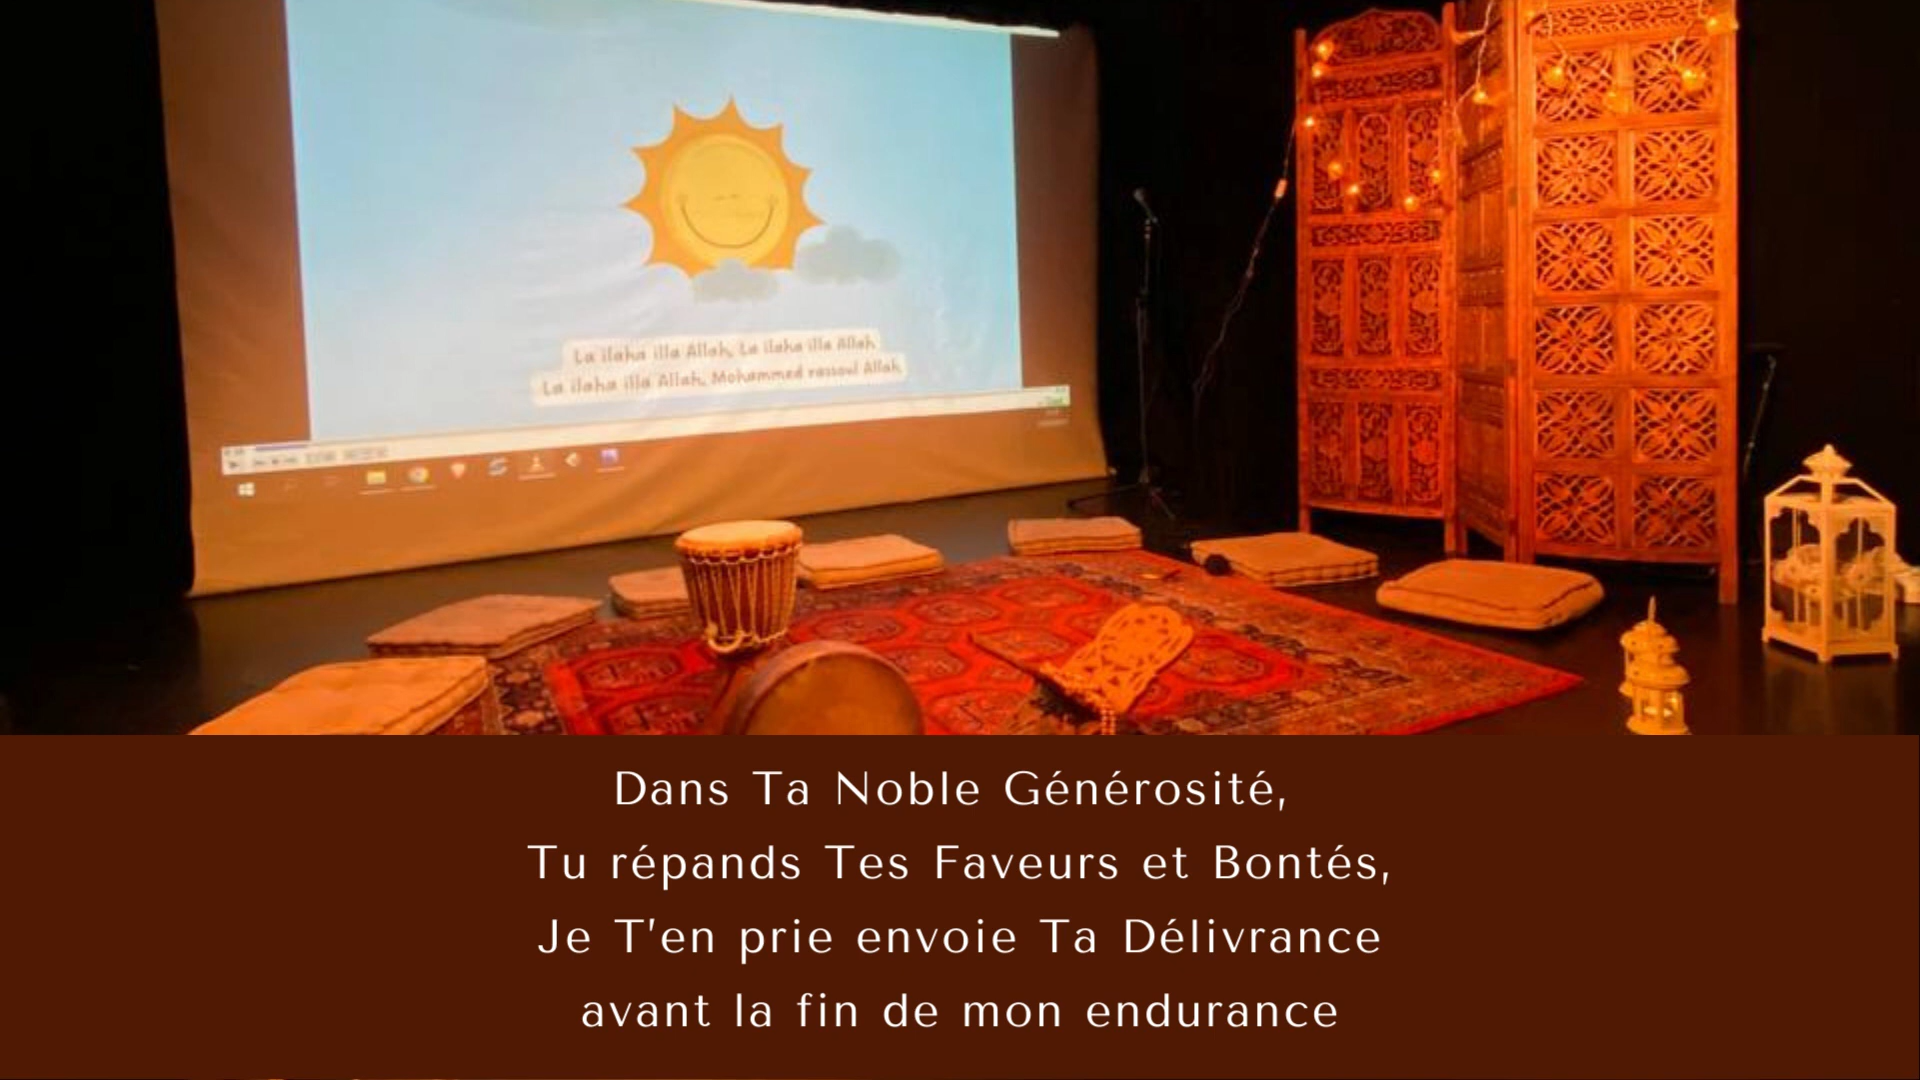 La ilaha illa Allah, La ilaha illa Allah
La ilaha illa Allah, Mohammed rassoul Allah
Dans Ta Noble Générosité,
Tu répands Tes Faveurs et Bontés,
Je T'en prie envoie Ta Délivrance
avant la fin de mon endurance